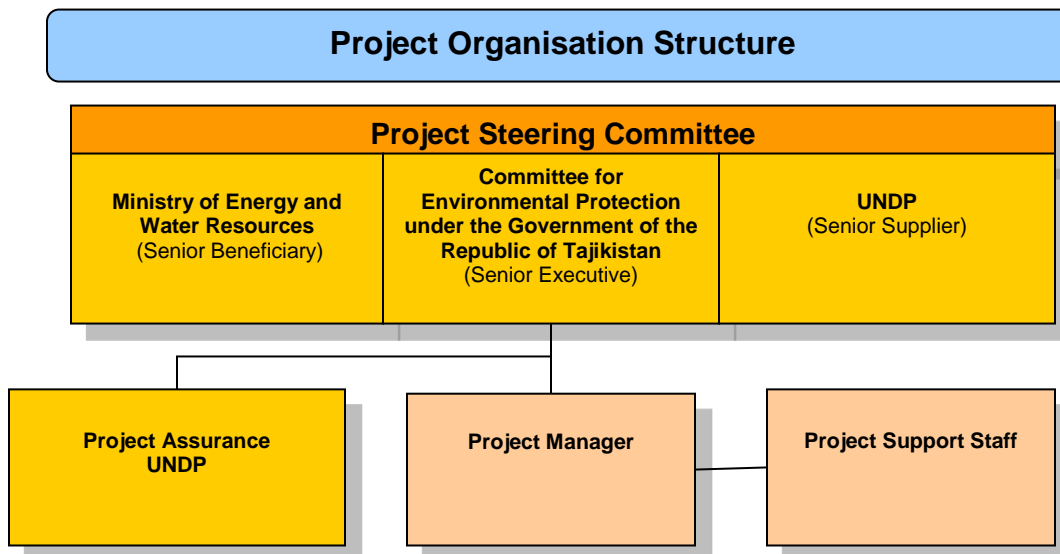 Project Organisation Structure
Project Steering Committee
Ministry of Energy and
Water Resources
(Senior Beneficiary)
Committee for
Environmental Protection
under the Government of the
Republic of Tajikistan
(Senior Executive)
UNDP
(Senior Supplier)
Project Assurance
UNDP
Project Manager
Project Support Staff